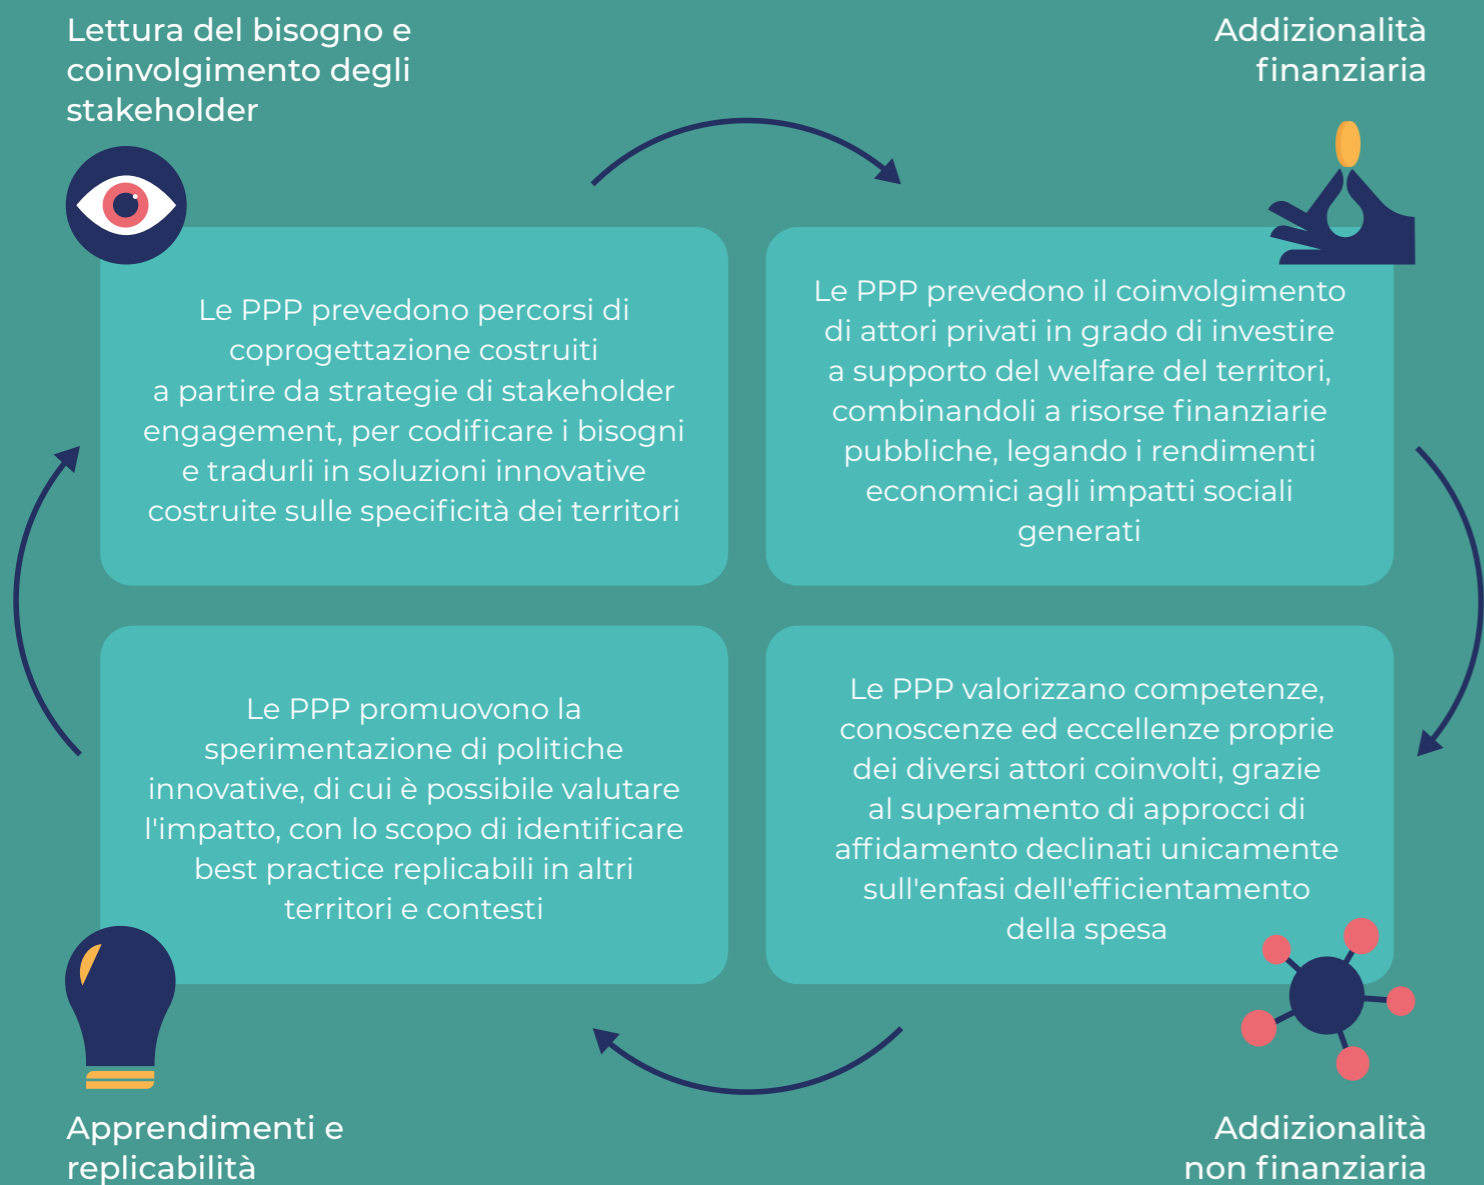 Lettura del bisogno e
coinvolgimento degli
stakeholder
Addizionalità
finanziaria
Le PPP prevedono percorsi di
coprogettazione costruiti
a partire da strategie di stakeholder
engagement, per codificare i bisogni
e tradurli in soluzioni innovative
costruite sulle specificità dei territori
Le PPP prevedono il coinvolgimento
di attori privati in grado di investire
a supporto del welfare del territori,
combinandoli a risorse finanziarie
pubbliche, legando i rendimenti
economici agli impatti sociali
generati
Le PPP promuovono la
sperimentazione di politiche
innovative, di cui è possibile valutare
l'impatto, con lo scopo di identificare
best practice replicabili in altri
territori e contesti
Le PPP valorizzano competenze,
conoscenze ed eccellenze proprie
dei diversi attori coinvolti, grazie
al superamento di approcci di
affidamento declinati unicamente
sull'enfasi dell'efficientamento
della spesa
Apprendimenti e
replicabilità
Addizionalità
non finanziaria